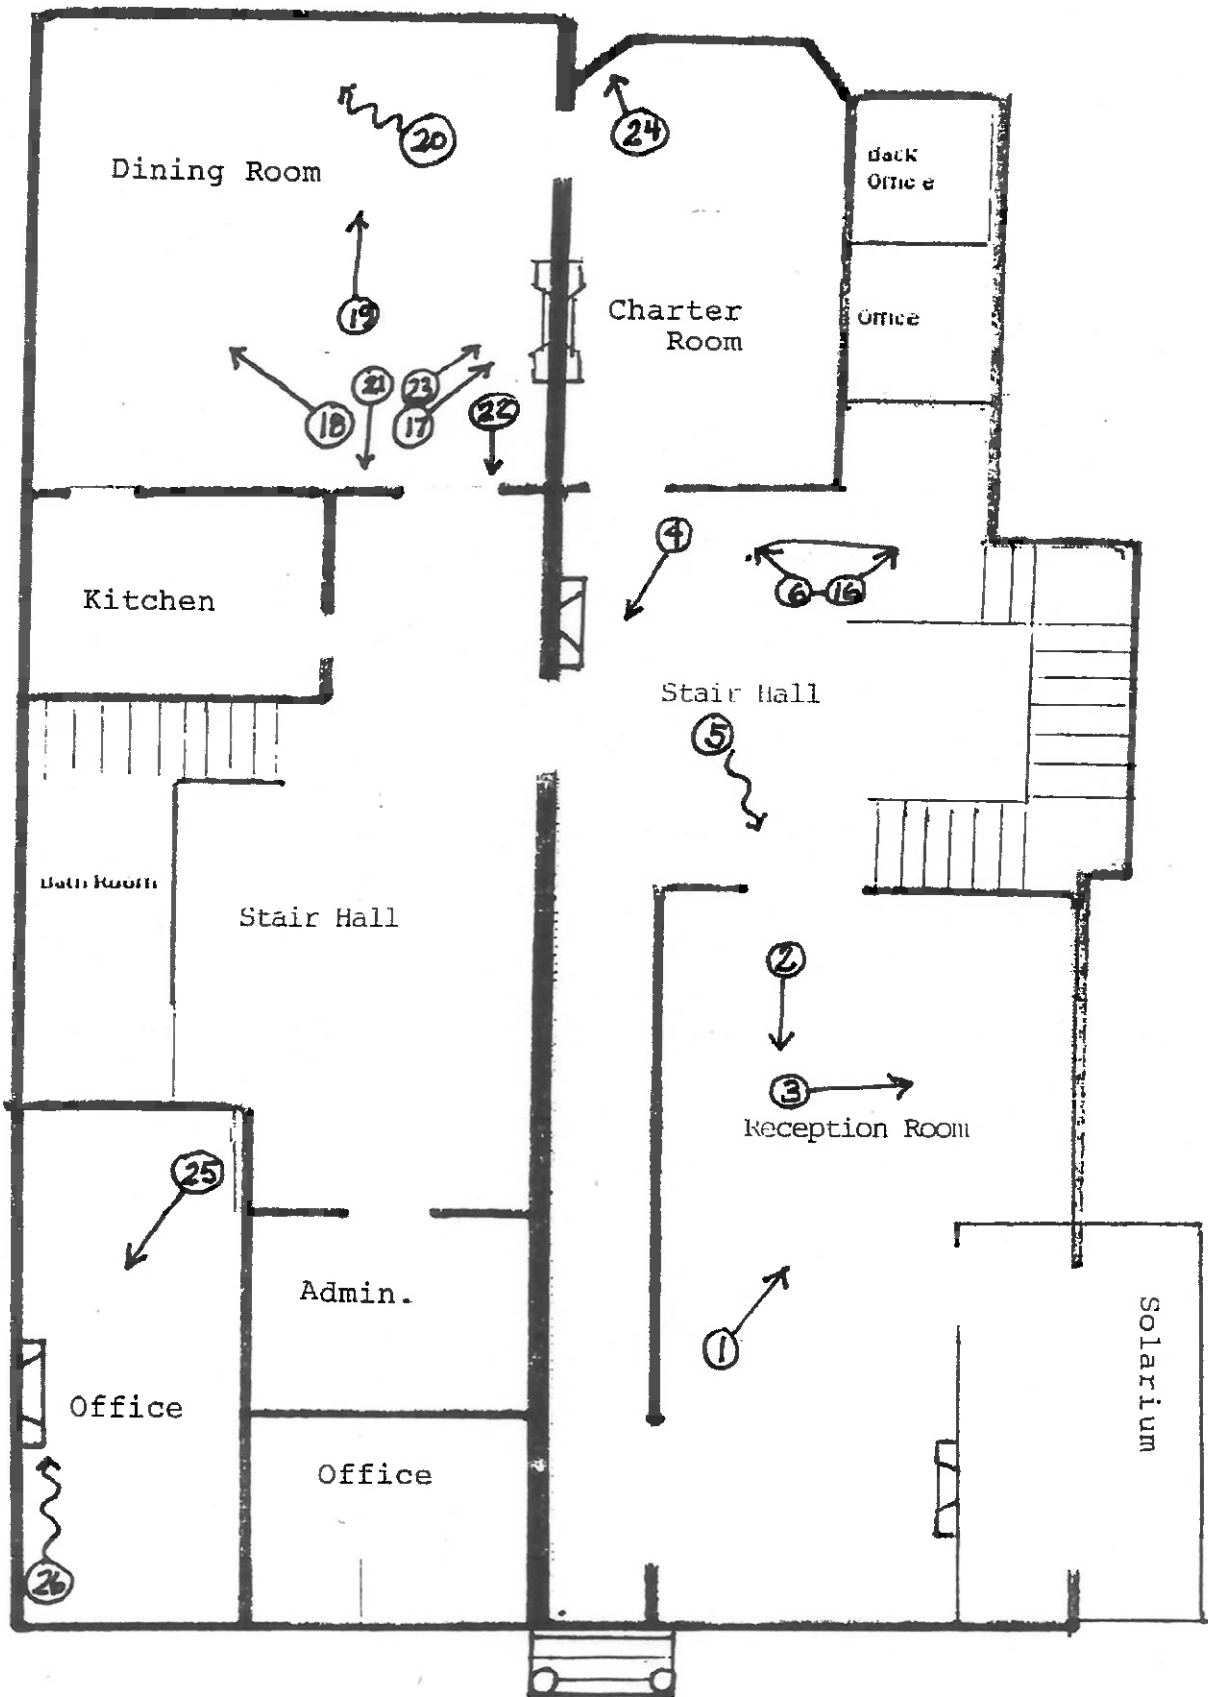 20
24
Back
Office
Dining Room
19
Charter
Room
Office
21
23
18
17
22
4
6
16
Kitchen
Stair Hall
5
Bath Room
Stair Hall
2
3
Reception Room
25
Admin.
1
Solarium
Office
Office
26